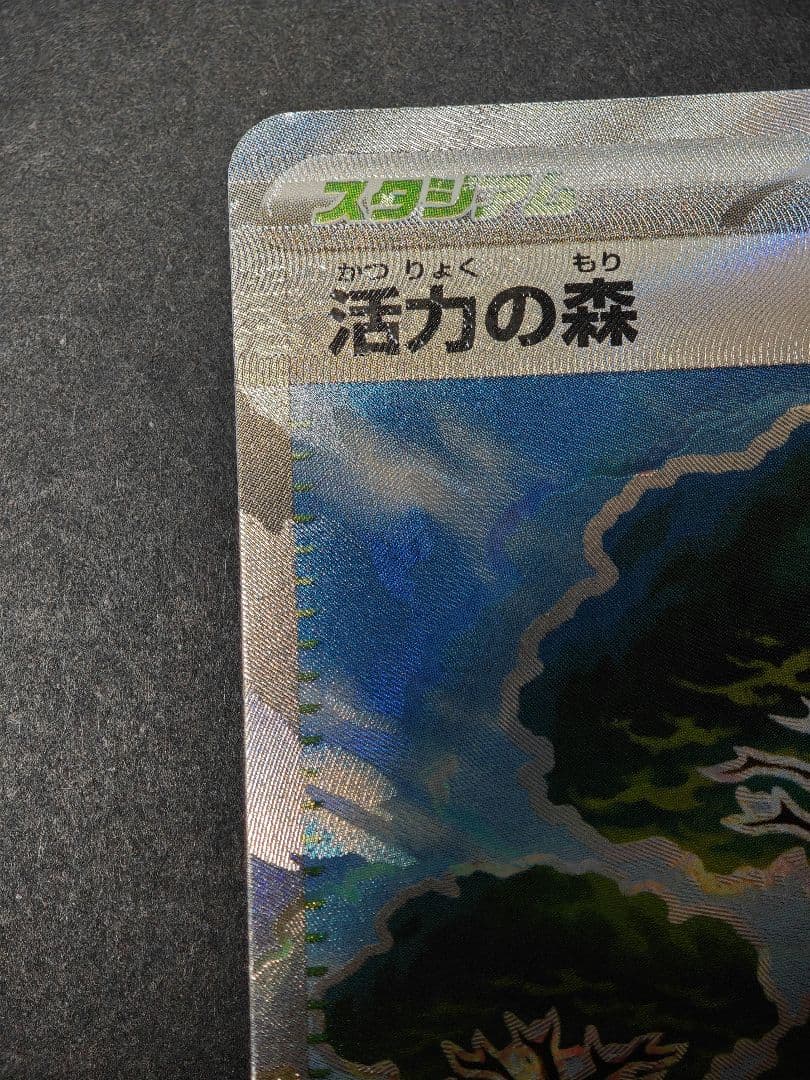 スタジアム
かつりょく もり
活力の森